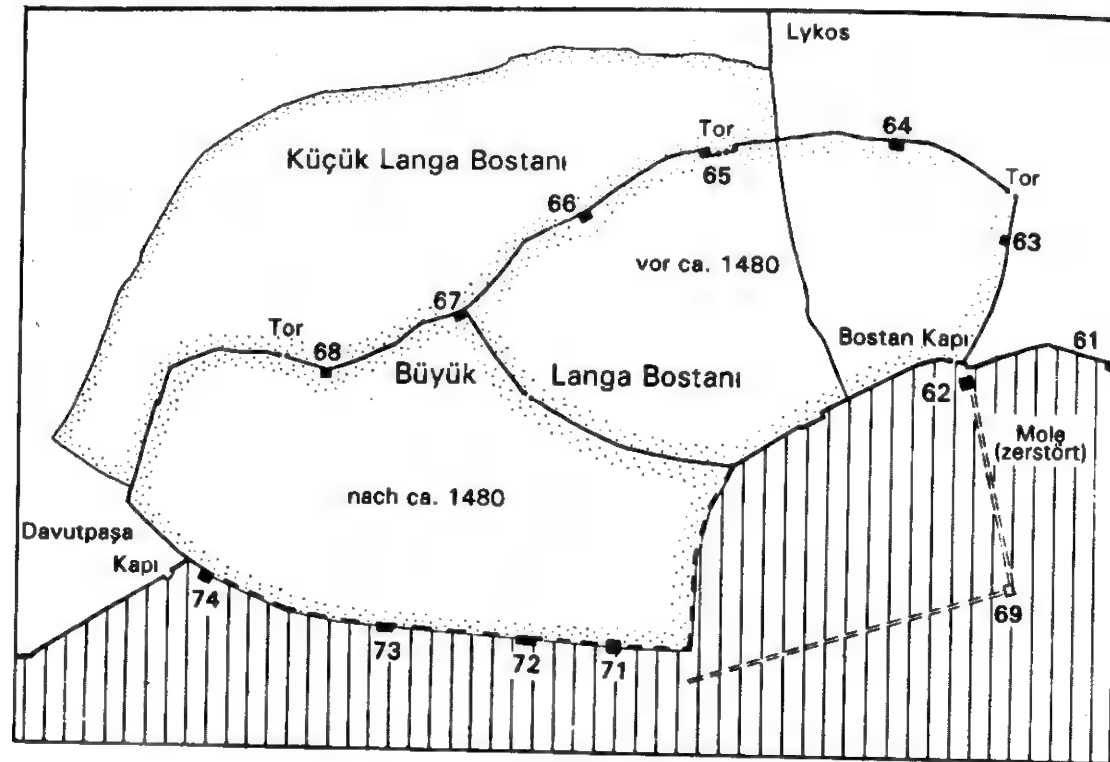 Lykos
Tor
64
65
Küçük Langa Bostanı
Tor
66
63
vor ca. 1480
67
Tor
68
Bostan Kapı
61
Büyük Langa Bostanı
62
Mole
(zerstört)
nach ca. 1480
Davutpaşa
Kapı
74
69
73
72
71